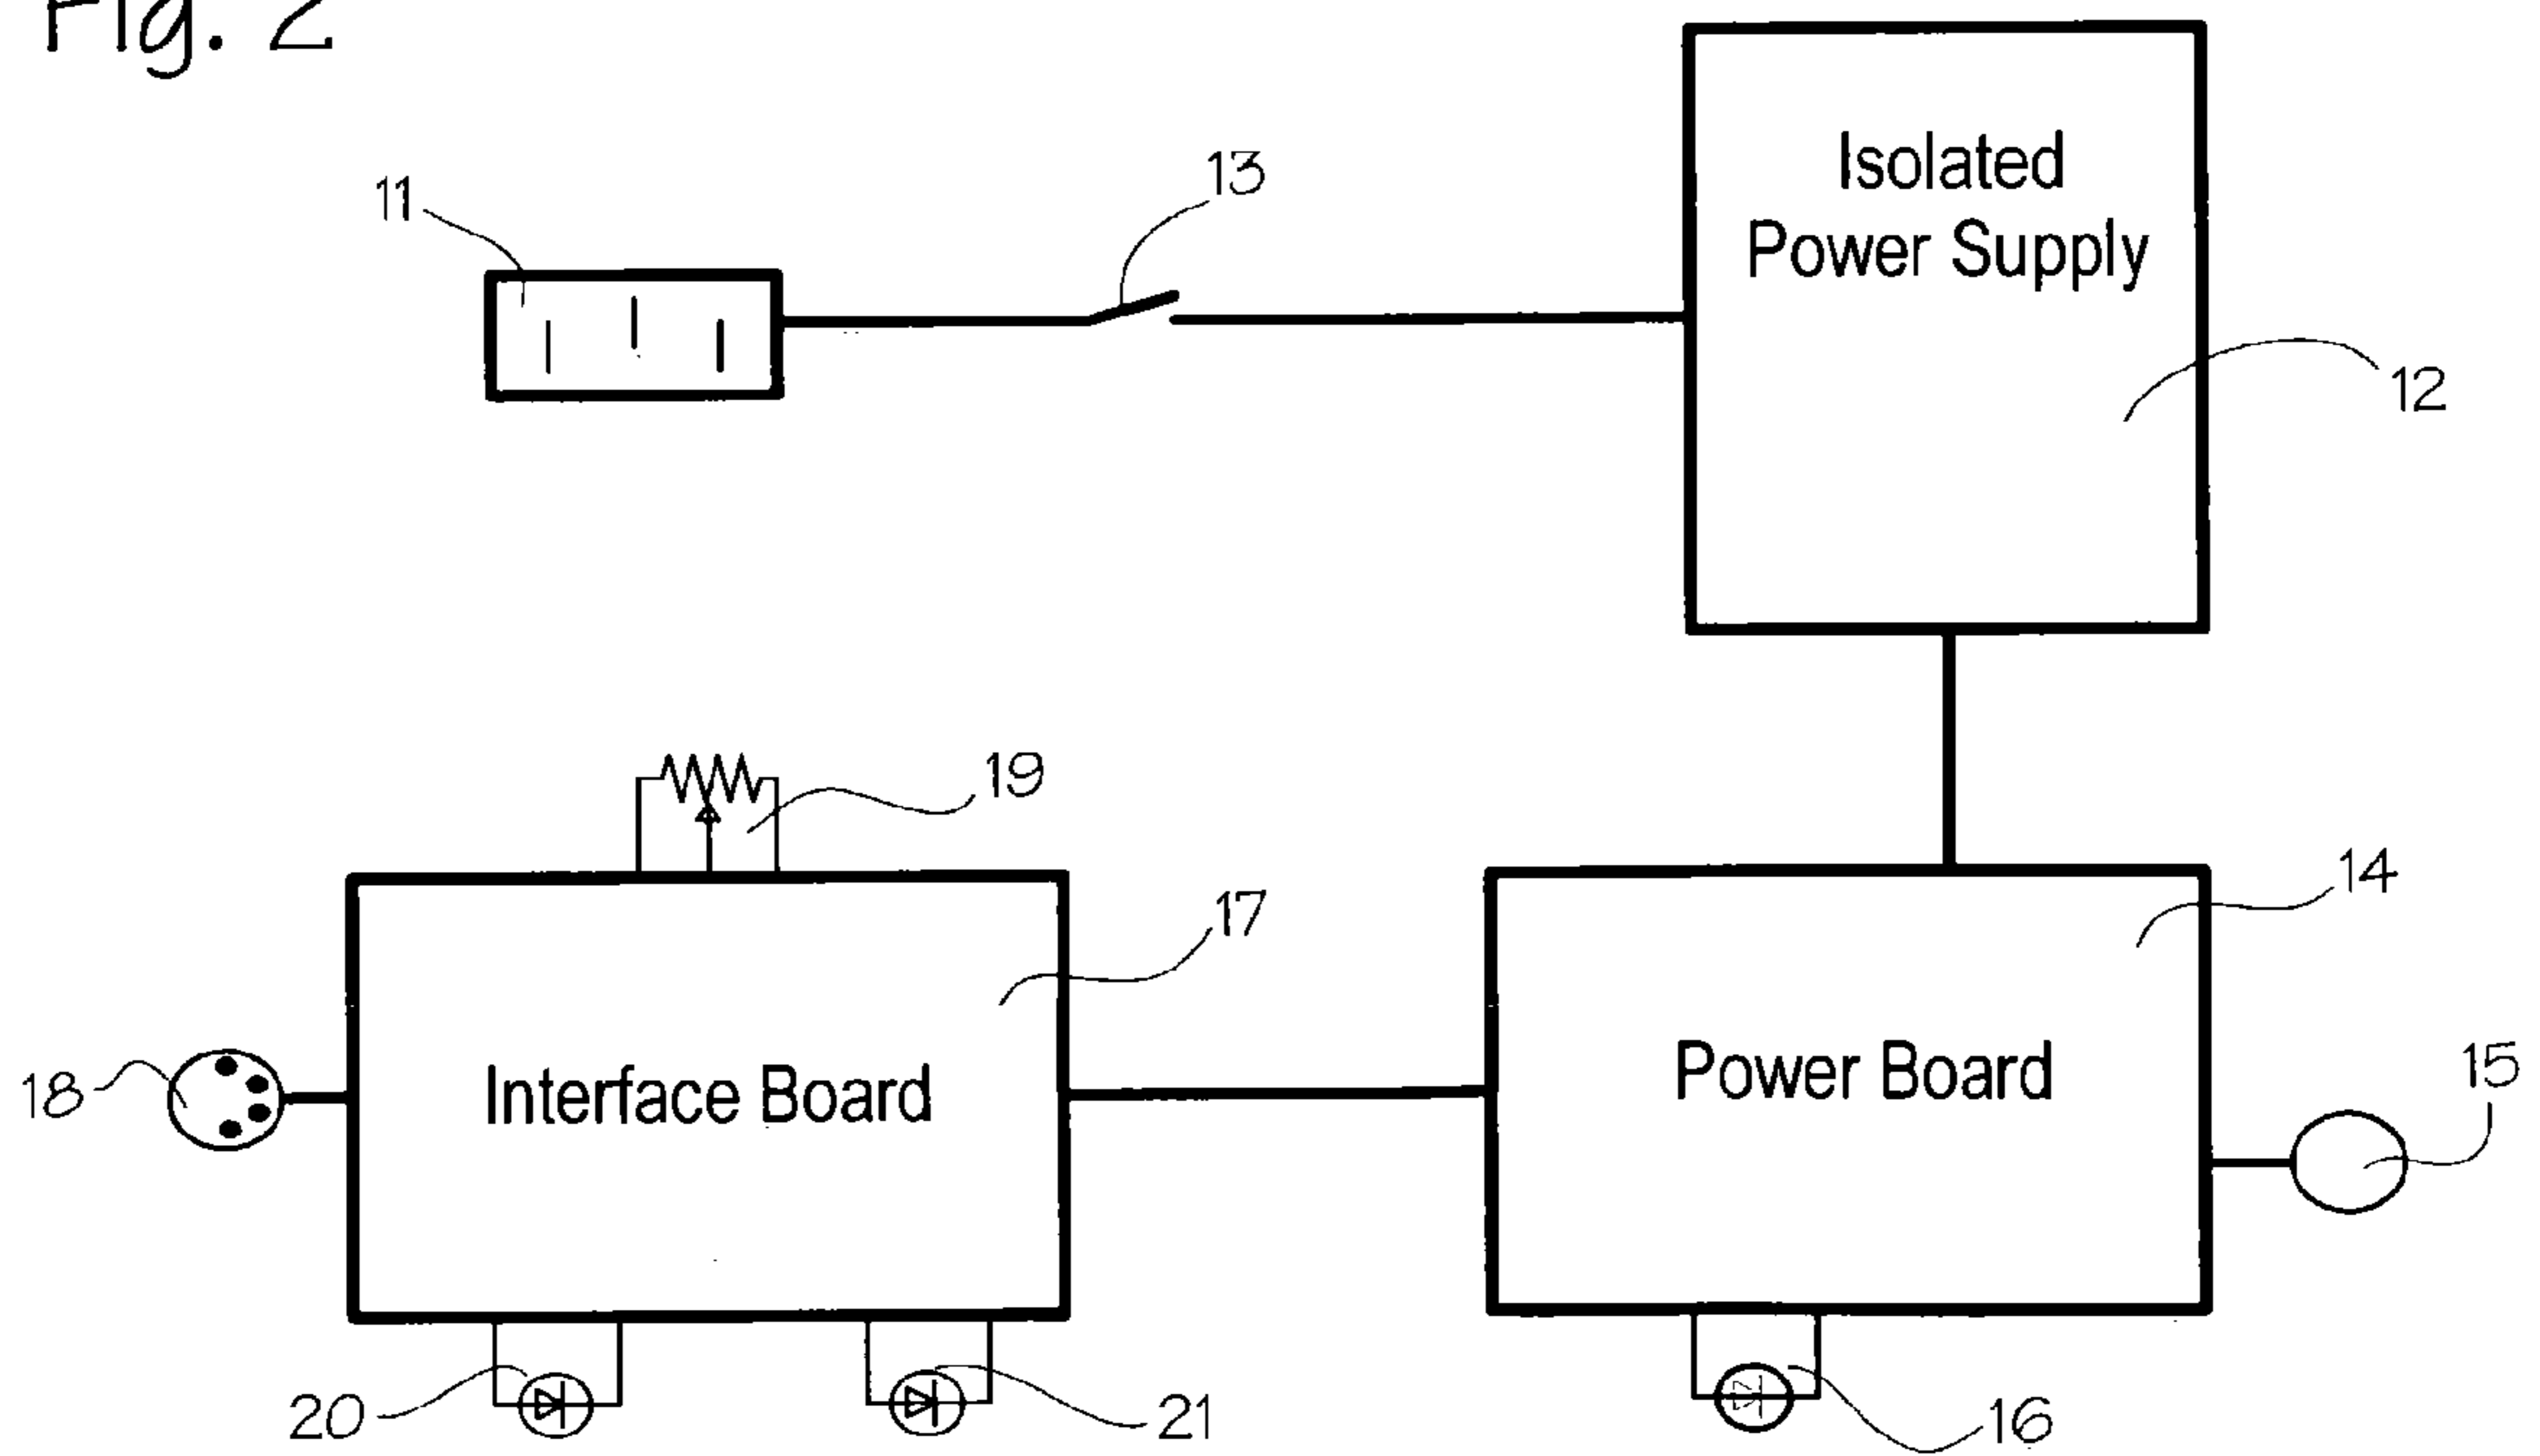 Fig. 2
11
13
Isolated
Power Supply
12
19
17
14
18
Interface Board
Power Board
15
20
21
16